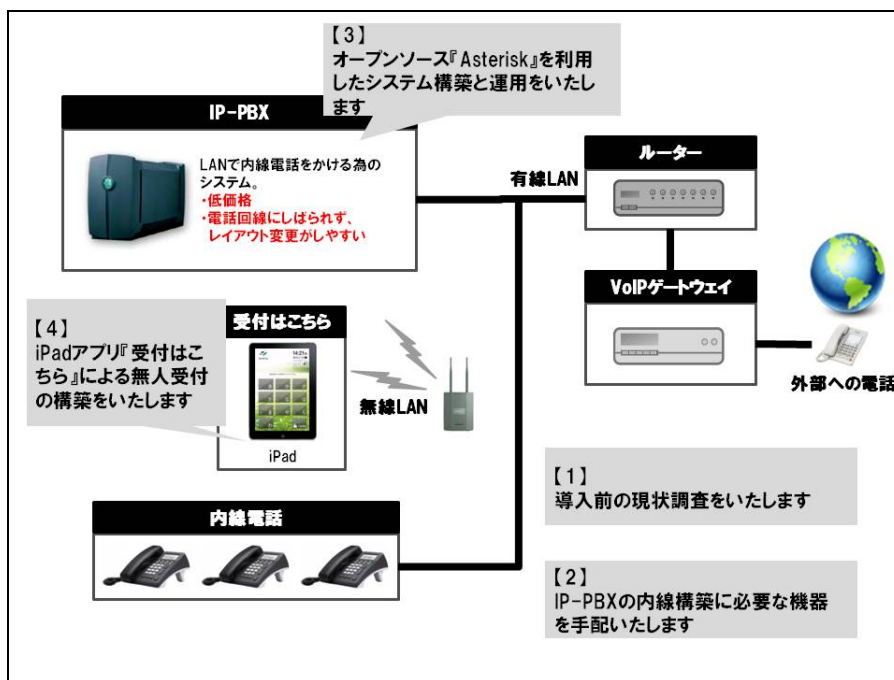 【3】
オープンソース『Asterisk』を利用
したシステム構築と運用をいたし
ます
IP-PBX
LANで内線電話をかける為の
システム。
・低価格
・電話回線にしばられず、
レイアウト変更がしやすい
有線LAN
ルーター
VoIPゲートウェイ
外部への電話
【4】
iPadアプリ『受付はこ
ちら』による無人受付
の構築をいたします
受付はこちら
14:21
iPad
無線LAN
内線電話
【1】
導入前の現状調査をいたします
【2】
IP-PBXの内線構築に必要な機器
を手配いたします